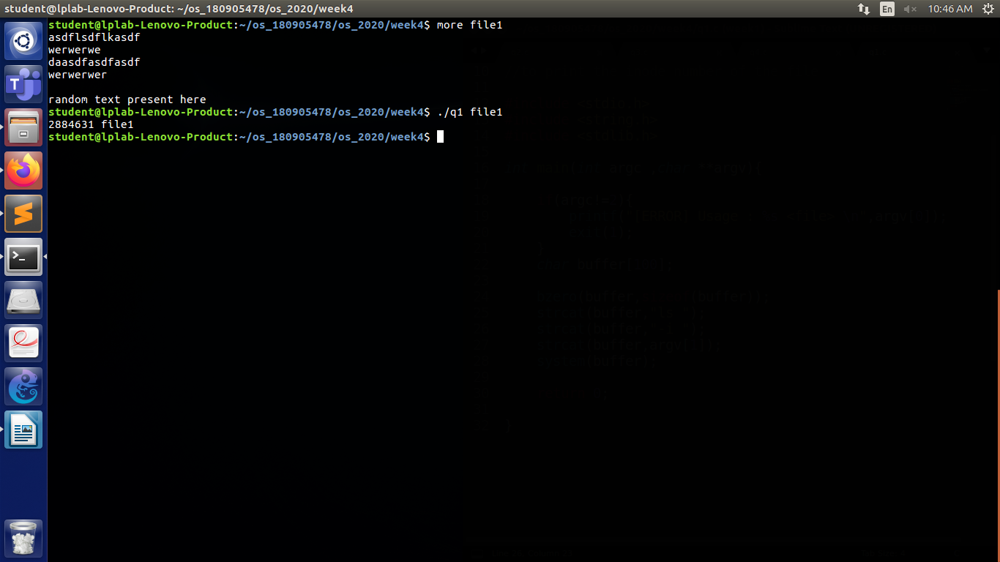 student@lplab-Lenovo-Product: ~/os_180905478/os_2020/week4
En
10:46 AM
student@lplab-Lenovo-Product:~/os_180905478/os_2020/week4$ more file1
asdflsdflkasdf
werwerwe
daasdfasdfasdf
werwerwer
random text present here
student@lplab-Lenovo-Product:~/os_180905478/os_2020/week4$ ./q1 file1
2884631 file1
student@lplab-Lenovo-Product:~/os_180905478/os_2020/week4$